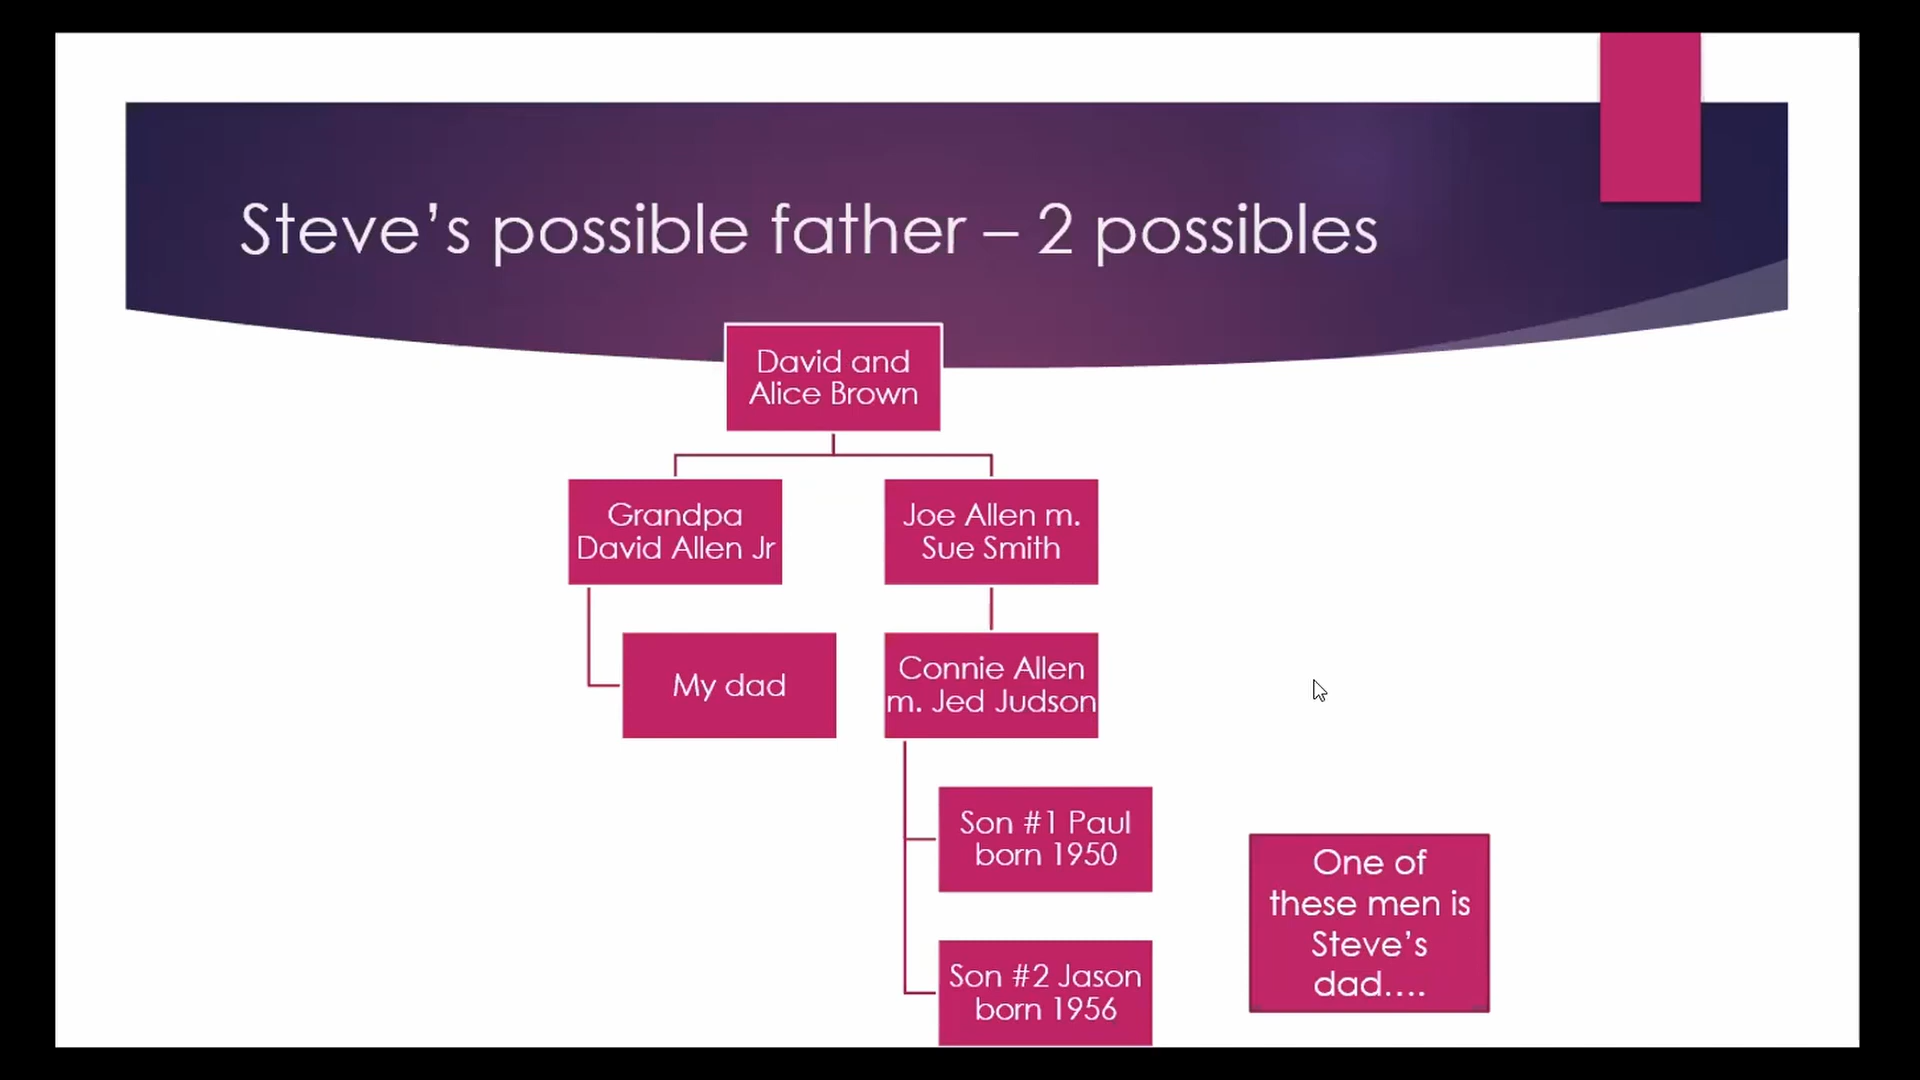 Steve’s possible father – 2 possibles
David and
Alice Brown
Grandpa
David Allen Jr
Joe Allen m.
Sue Smith
My dad
Connie Allen
m. Jed Judson
Son #1 Paul
born 1950
Son #2 Jason
born 1956
One of
these men is
Steve’s
dad....